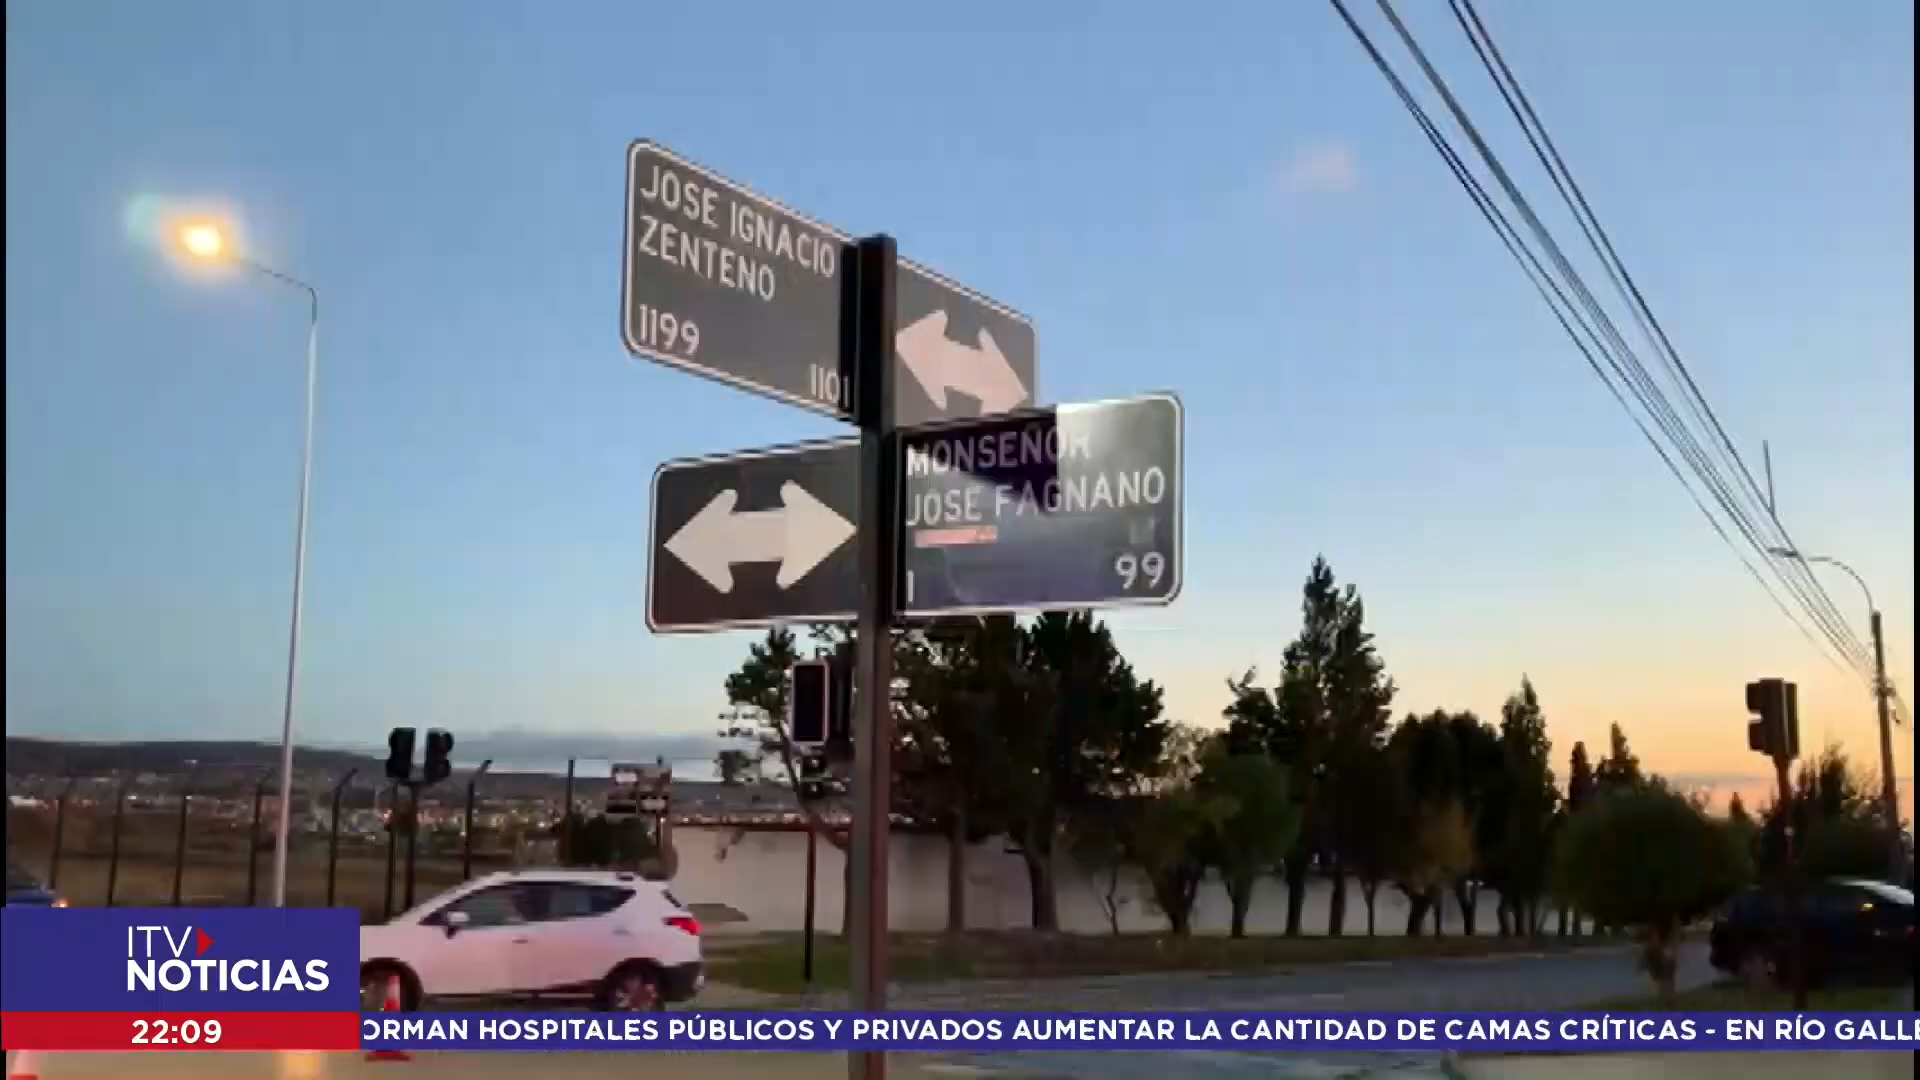 JOSE IGNACIO
ZENTENO
1199
1101
MONSEÑOR
JOSE FAGNANO
1
99
ITV
NOTICIAS
22:09
ORMAN HOSPITALES PÚBLICOS Y PRIVADOS AUMENTAR LA CANTIDAD DE CAMAS CRÍTICAS - EN RÍO GALLE